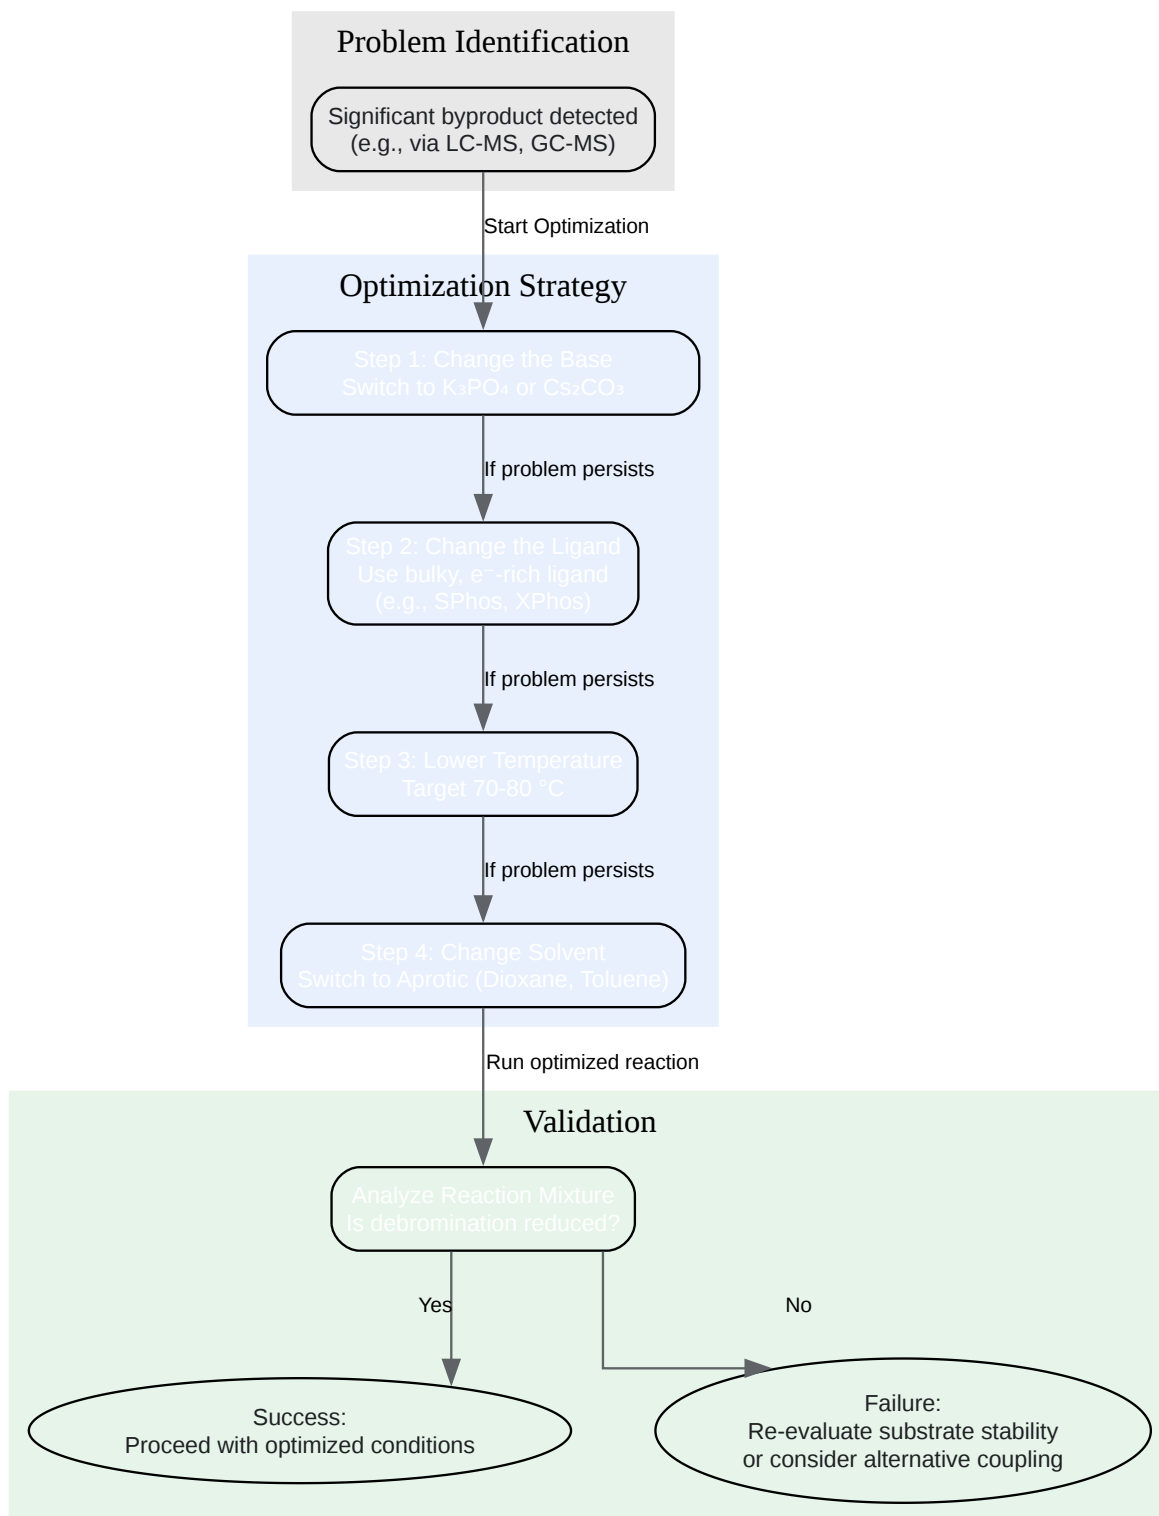 Problem Identification
Significant byproduct detected
(e.g., via LC-MS, GC-MS)
Start Optimization
Optimization Strategy
Step 1: Change the Base
Switch to K₃PO₄ or Cs₂CO₃
If problem persists
Step 2: Change the Ligand
Use bulky, e⁻-rich ligand
(e.g., SPhos, XPhos)
If problem persists
Step 3: Lower Temperature
Target 70-80 °C
If problem persists
Step 4: Change Solvent
Switch to Aprotic (Dioxane, Toluene)
Run optimized reaction
Validation
Analyze Reaction Mixture
Is debromination reduced?
Yes
No
Success:
Proceed with optimized conditions
Failure:
Re-evaluate substrate stability
or consider alternative coupling